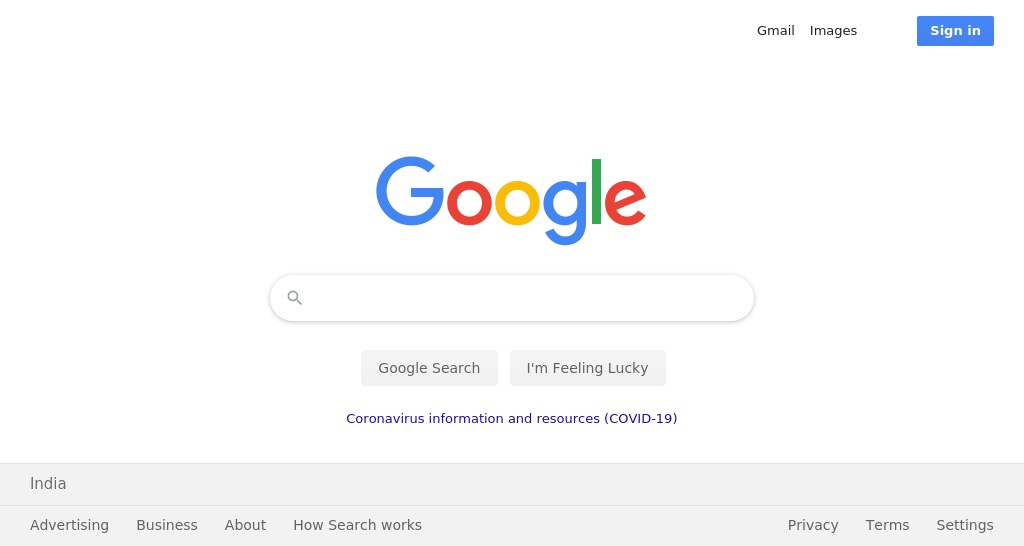 Gmail Images Sign in
Google
Google Search I'm Feeling Lucky
Coronavirus information and resources (COVID-19)
India
Advertising Business About How Search works Privacy Terms Settings